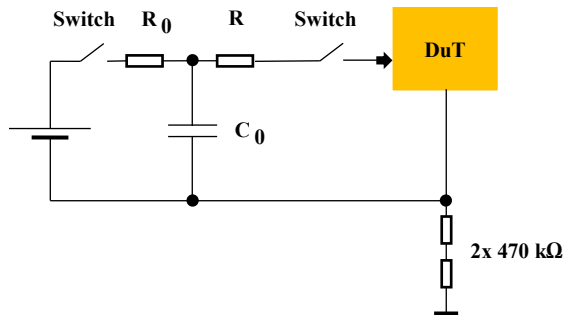 Switch
R₀
R
Switch
DuT
C₀
2x 470 kΩ